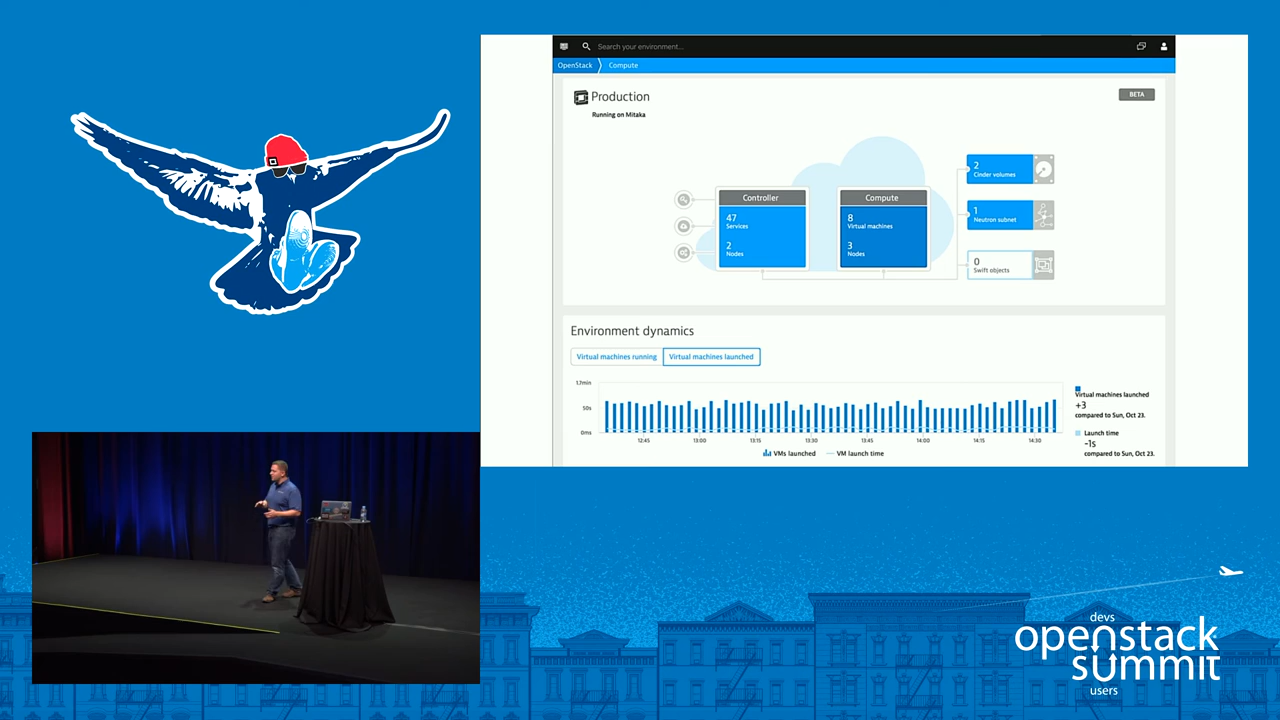 Search your environment...
OpenStack
Compute
Production
BETA
Running on Mitaka
Controller
47
Services
2
Nodes
Compute
8
Virtual machines
3
Nodes
2
Cinder volumes
1
Neutron subnet
0
Swift objects
Environment dynamics
Virtual machines running
Virtual machines launched
1.7min
50s
0ms
12:45
13:00
13:15
13:30
13:45
14:00
14:15
14:30
VMs launched
VM launch time
Virtual machines launched
+3
compared to Sun, Oct 23.
Launch time
-1s
compared to Sun, Oct 23.
devs
openstack
summit
users